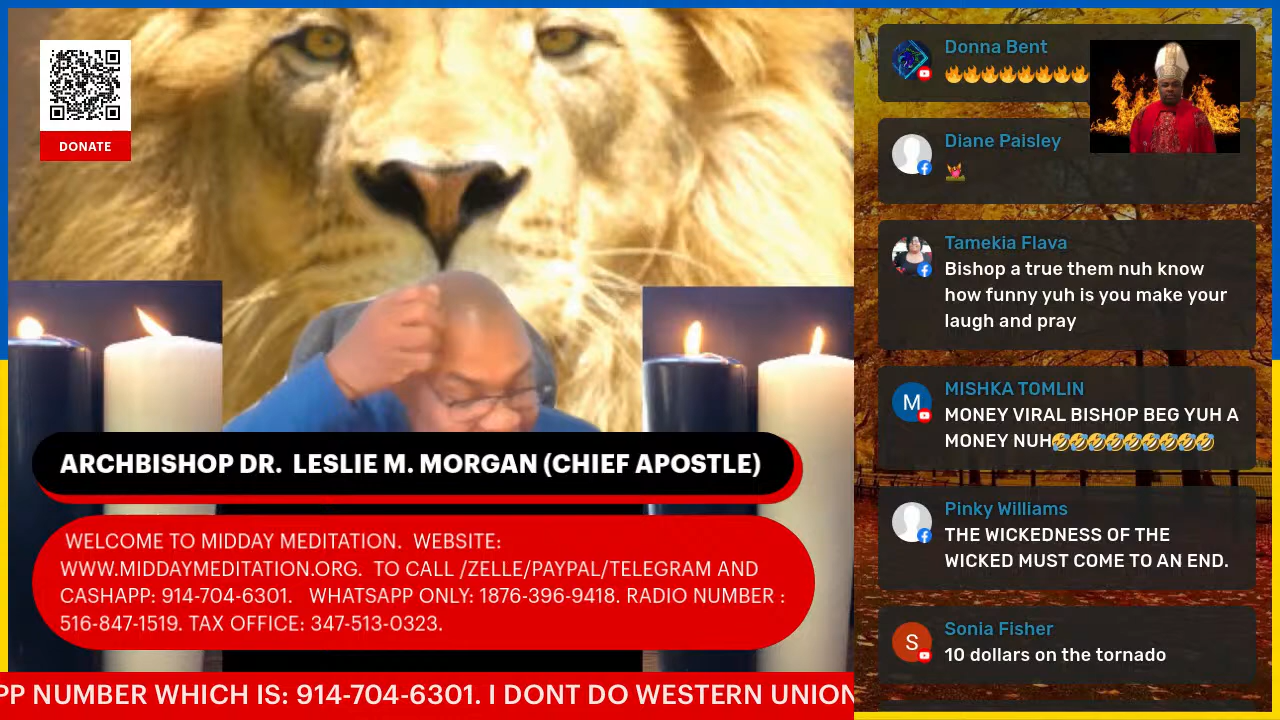 DONATE
ARCHBISHOP DR.  LESLIE M. MORGAN (CHIEF APOSTLE)
WELCOME TO MIDDAY MEDITATION.  WEBSITE:
WWW.MIDDAYMEDITATION.ORG.  TO CALL /ZELLE/PAYPAL/TELEGRAM AND
CASHAPP: 914-704-6301.   WHATSAPP ONLY: 1876-396-9418. RADIO NUMBER :
516-847-1519. TAX OFFICE: 347-513-0323.
PP NUMBER WHICH IS: 914-704-6301. I DONT DO WESTERN UNION
Donna Bent
🔥🔥🔥🔥🔥🔥🔥🔥
Diane Paisley
Tamekia Flava
Bishop a true them nuh know
how funny yuh is you make your
laugh and pray
M
MISHKA TOMLIN
MONEY VIRAL BISHOP BEG YUH A
MONEY NUH🤣🤣🤣🤣🤣🤣🤣🤣🤣
Pinky Williams
THE WICKEDNESS OF THE
WICKED MUST COME TO AN END.
S
Sonia Fisher
10 dollars on the tornado